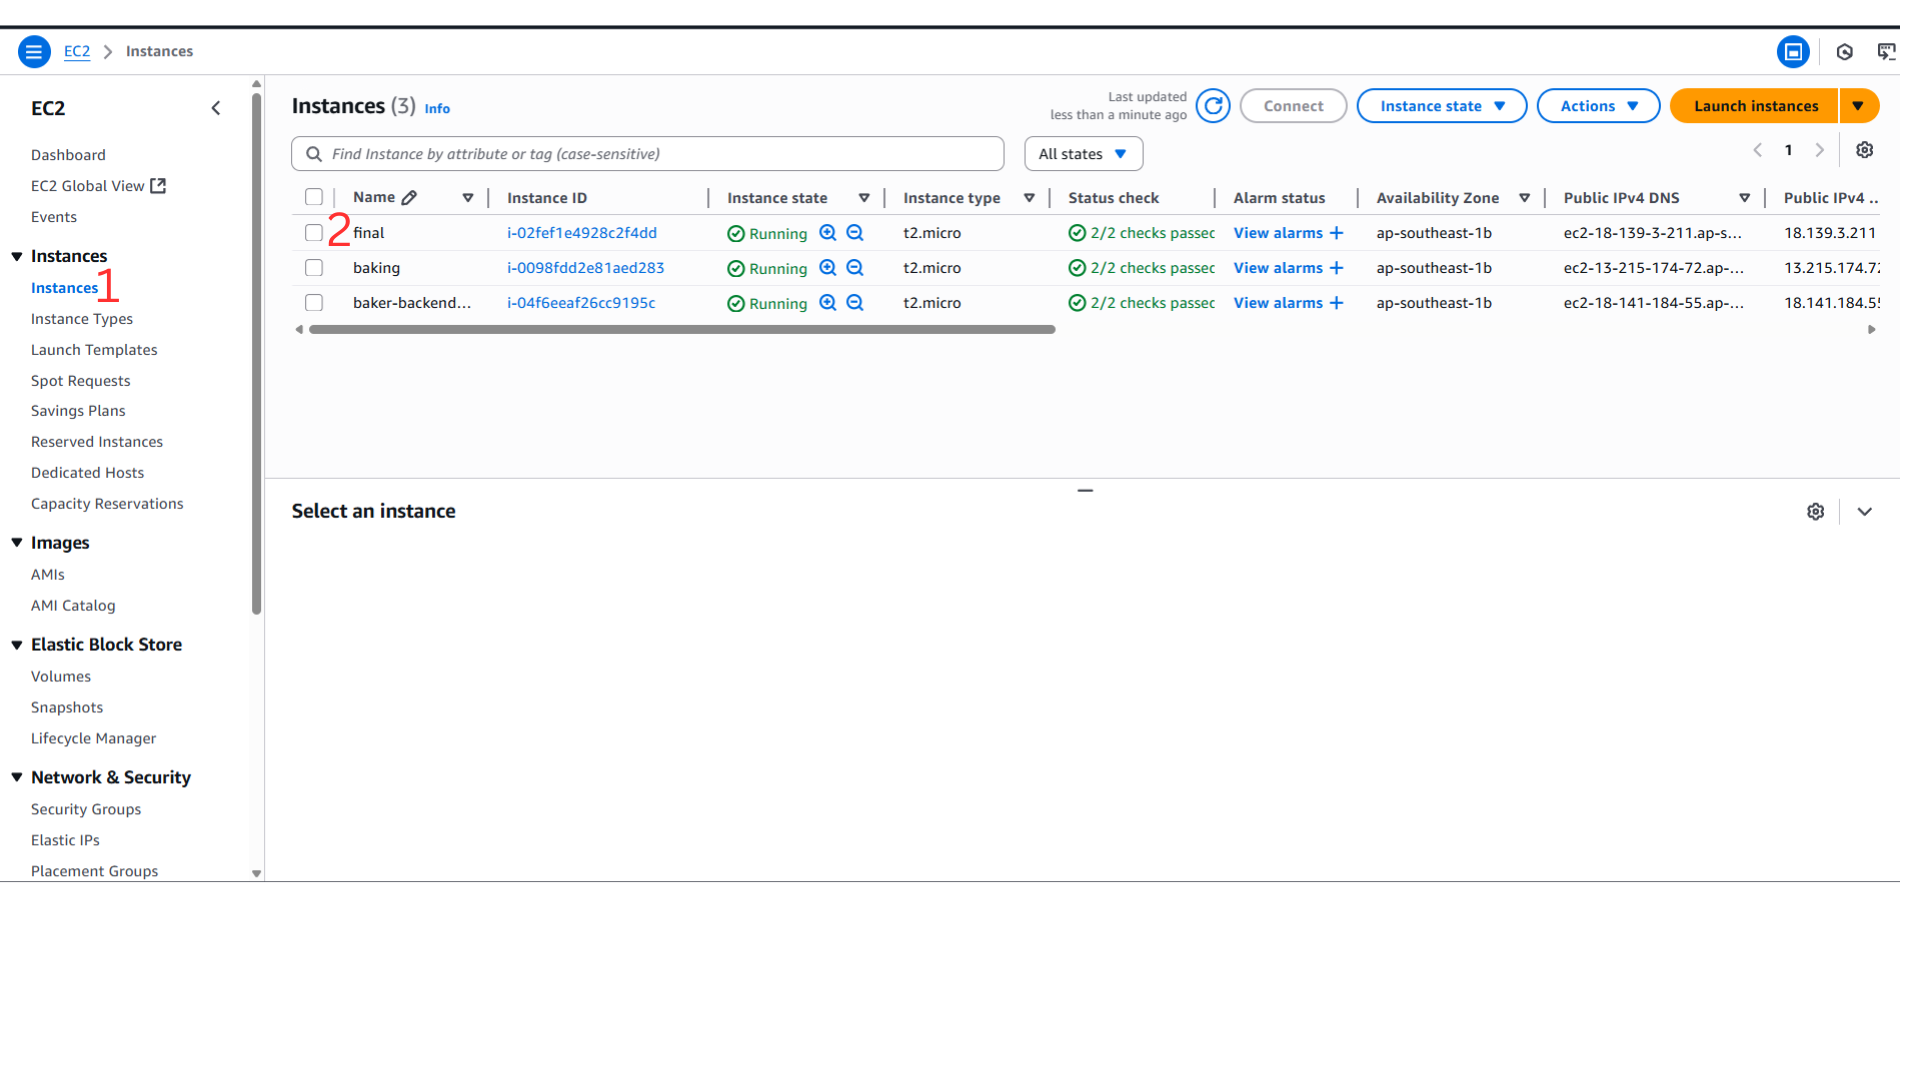 EC2 > Instances
EC2
Dashboard
EC2 Global View
Events
Instances
Instances 1
Instance Types
Launch Templates
Spot Requests
Savings Plans
Reserved Instances
Dedicated Hosts
Capacity Reservations
Images
AMIs
AMI Catalog
Elastic Block Store
Volumes
Snapshots
Lifecycle Manager
Network & Security
Security Groups
Elastic IPs
Placement Groups
Instances (3) Info
Last updated
less than a minute ago
Connect
Instance state
Actions
Launch instances
Find Instance by attribute or tag (case-sensitive)
All states
1
Name Instance ID Instance state Instance type Status check Alarm status Availability Zone Public IPv4 DNS Public IPv4 ..
2 final i-02fef1e4928c2f4dd Running t2.micro 2/2 checks passec View alarms + ap-southeast-1b ec2-18-139-3-211.ap-s... 18.139.3.211
baking i-0098fdd2e81aed283 Running t2.micro 2/2 checks passec View alarms + ap-southeast-1b ec2-13-215-174-72.ap-... 13.215.174.72
baker-backend... i-04f6eeaf26cc9195c Running t2.micro 2/2 checks passec View alarms + ap-southeast-1b ec2-18-141-184-55.ap-... 18.141.184.55
Select an instance